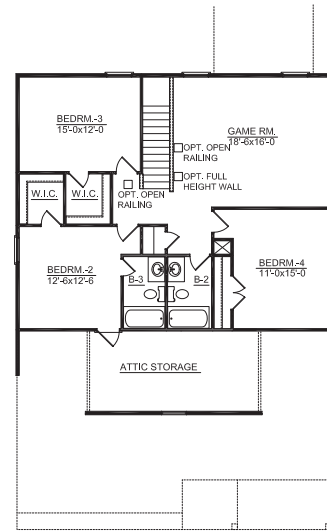 BEDRM.-3
15'-0x12'-0
GAME RM.
18'-6x16'-0
OPT. OPEN
RAILING
OPT. FULL
HEIGHT WALL
W.I.C.
W.I.C.
OPT. OPEN
RAILING
BEDRM.-2
12'-6x12'-6
B-3
B-2
BEDRM.-4
11'-0x15'-0
ATTIC STORAGE